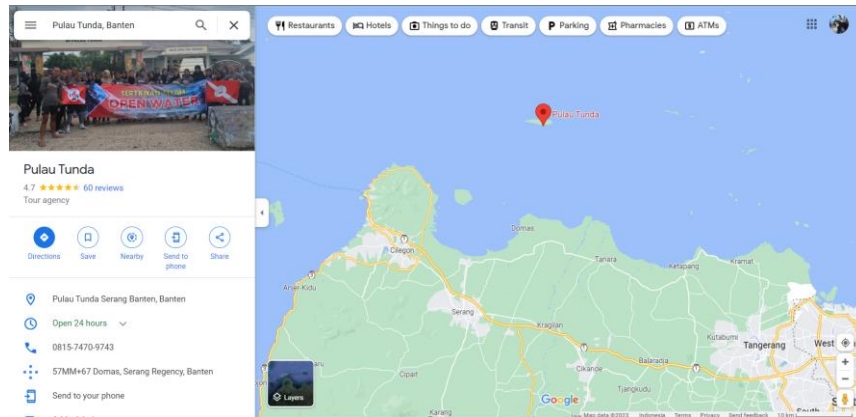 Pulau Tunda, Banten
Restaurants
Hotels
Things to do
Transit
Parking
Pharmacies
ATMs
OPEN WATER
Pulau Tunda
4.7
60 reviews
Tour agency
Directions
Save
Nearby
Send to
phone
Share
Pulau Tunda Serang Banten, Banten
Open 24 hours
0815-7470-9743
57MM+67 Domas, Serang Regency, Banten
Send to your phone
Pulau Tunda
Cilegon
Domas
Tanara
Ketapang
Kramat
Anyer-Kidul
Serang
Kragilan
Kutabumi
Tangerang
West
Balaraja
Cikande
Cipari
Tjangkudu
Karang
Layers
Google
Map data ©2023
Indonesia
Terms
Privacy
Send feedback
10 km